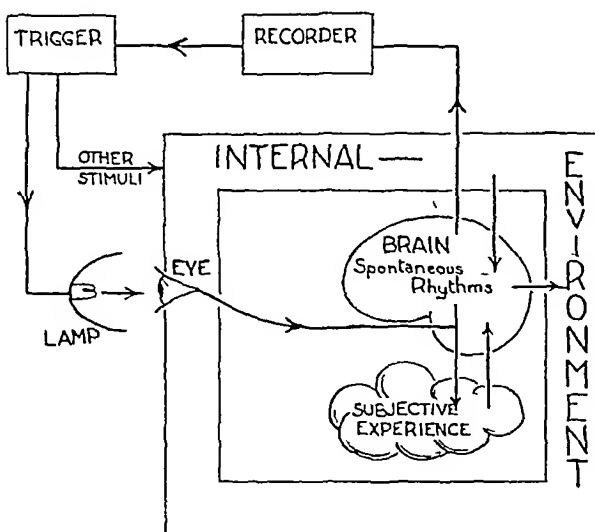 TRIGGER
RECORDER
OTHER
STIMULI
INTERNAL —
ENVIRONMENT
BRAIN
Spontaneous
Rhythms
EYE
LAMP
SUBJECTIVE
EXPERIENCE